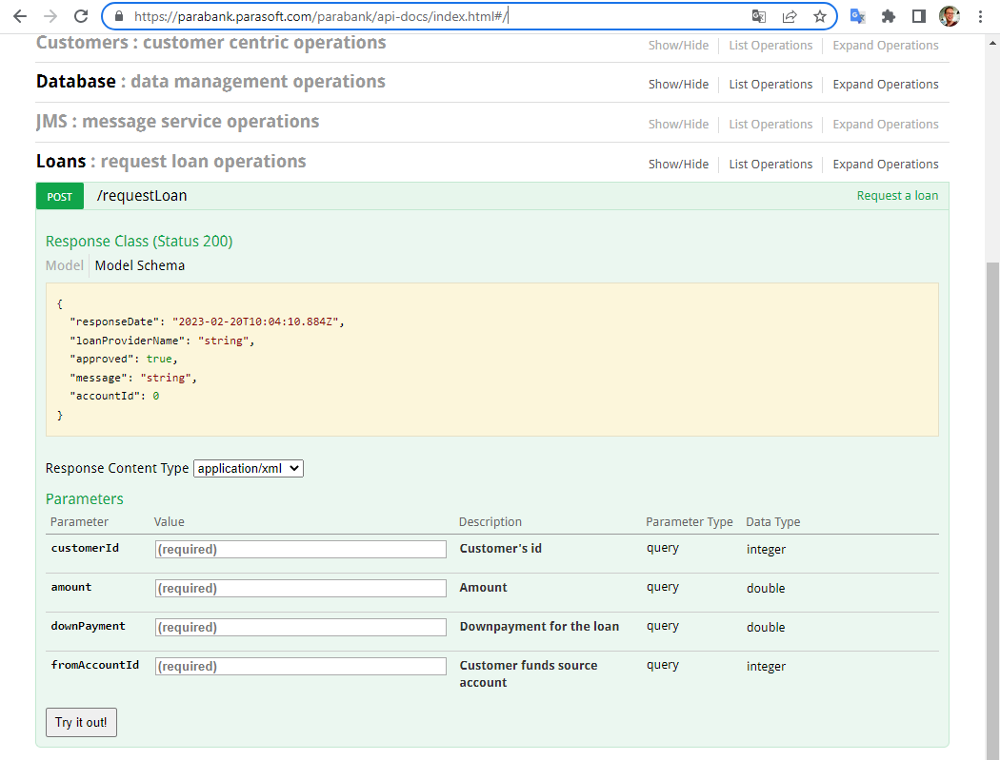 https://parabank.parasoft.com/parabank/api-docs/index.html#/
Customers : customer centric operations Show/Hide List Operations Expand Operations
Database : data management operations Show/Hide List Operations Expand Operations
JMS : message service operations Show/Hide List Operations Expand Operations
Loans : request loan operations Show/Hide List Operations Expand Operations
POST /requestLoan Request a loan
Response Class (Status 200)
Model Model Schema
{
"responseDate": "2023-02-20T10:04:10.884Z",
"loanProviderName": "string",
"approved": true,
"message": "string",
"accountId": 0
}
Response Content Type application/xml
Parameters
Parameter Value Description Parameter Type Data Type
customerId (required) Customer's id query integer
amount (required) Amount query double
downPayment (required) Downpayment for the loan query double
fromAccountId (required) Customer funds source query integer
account
Try it out!